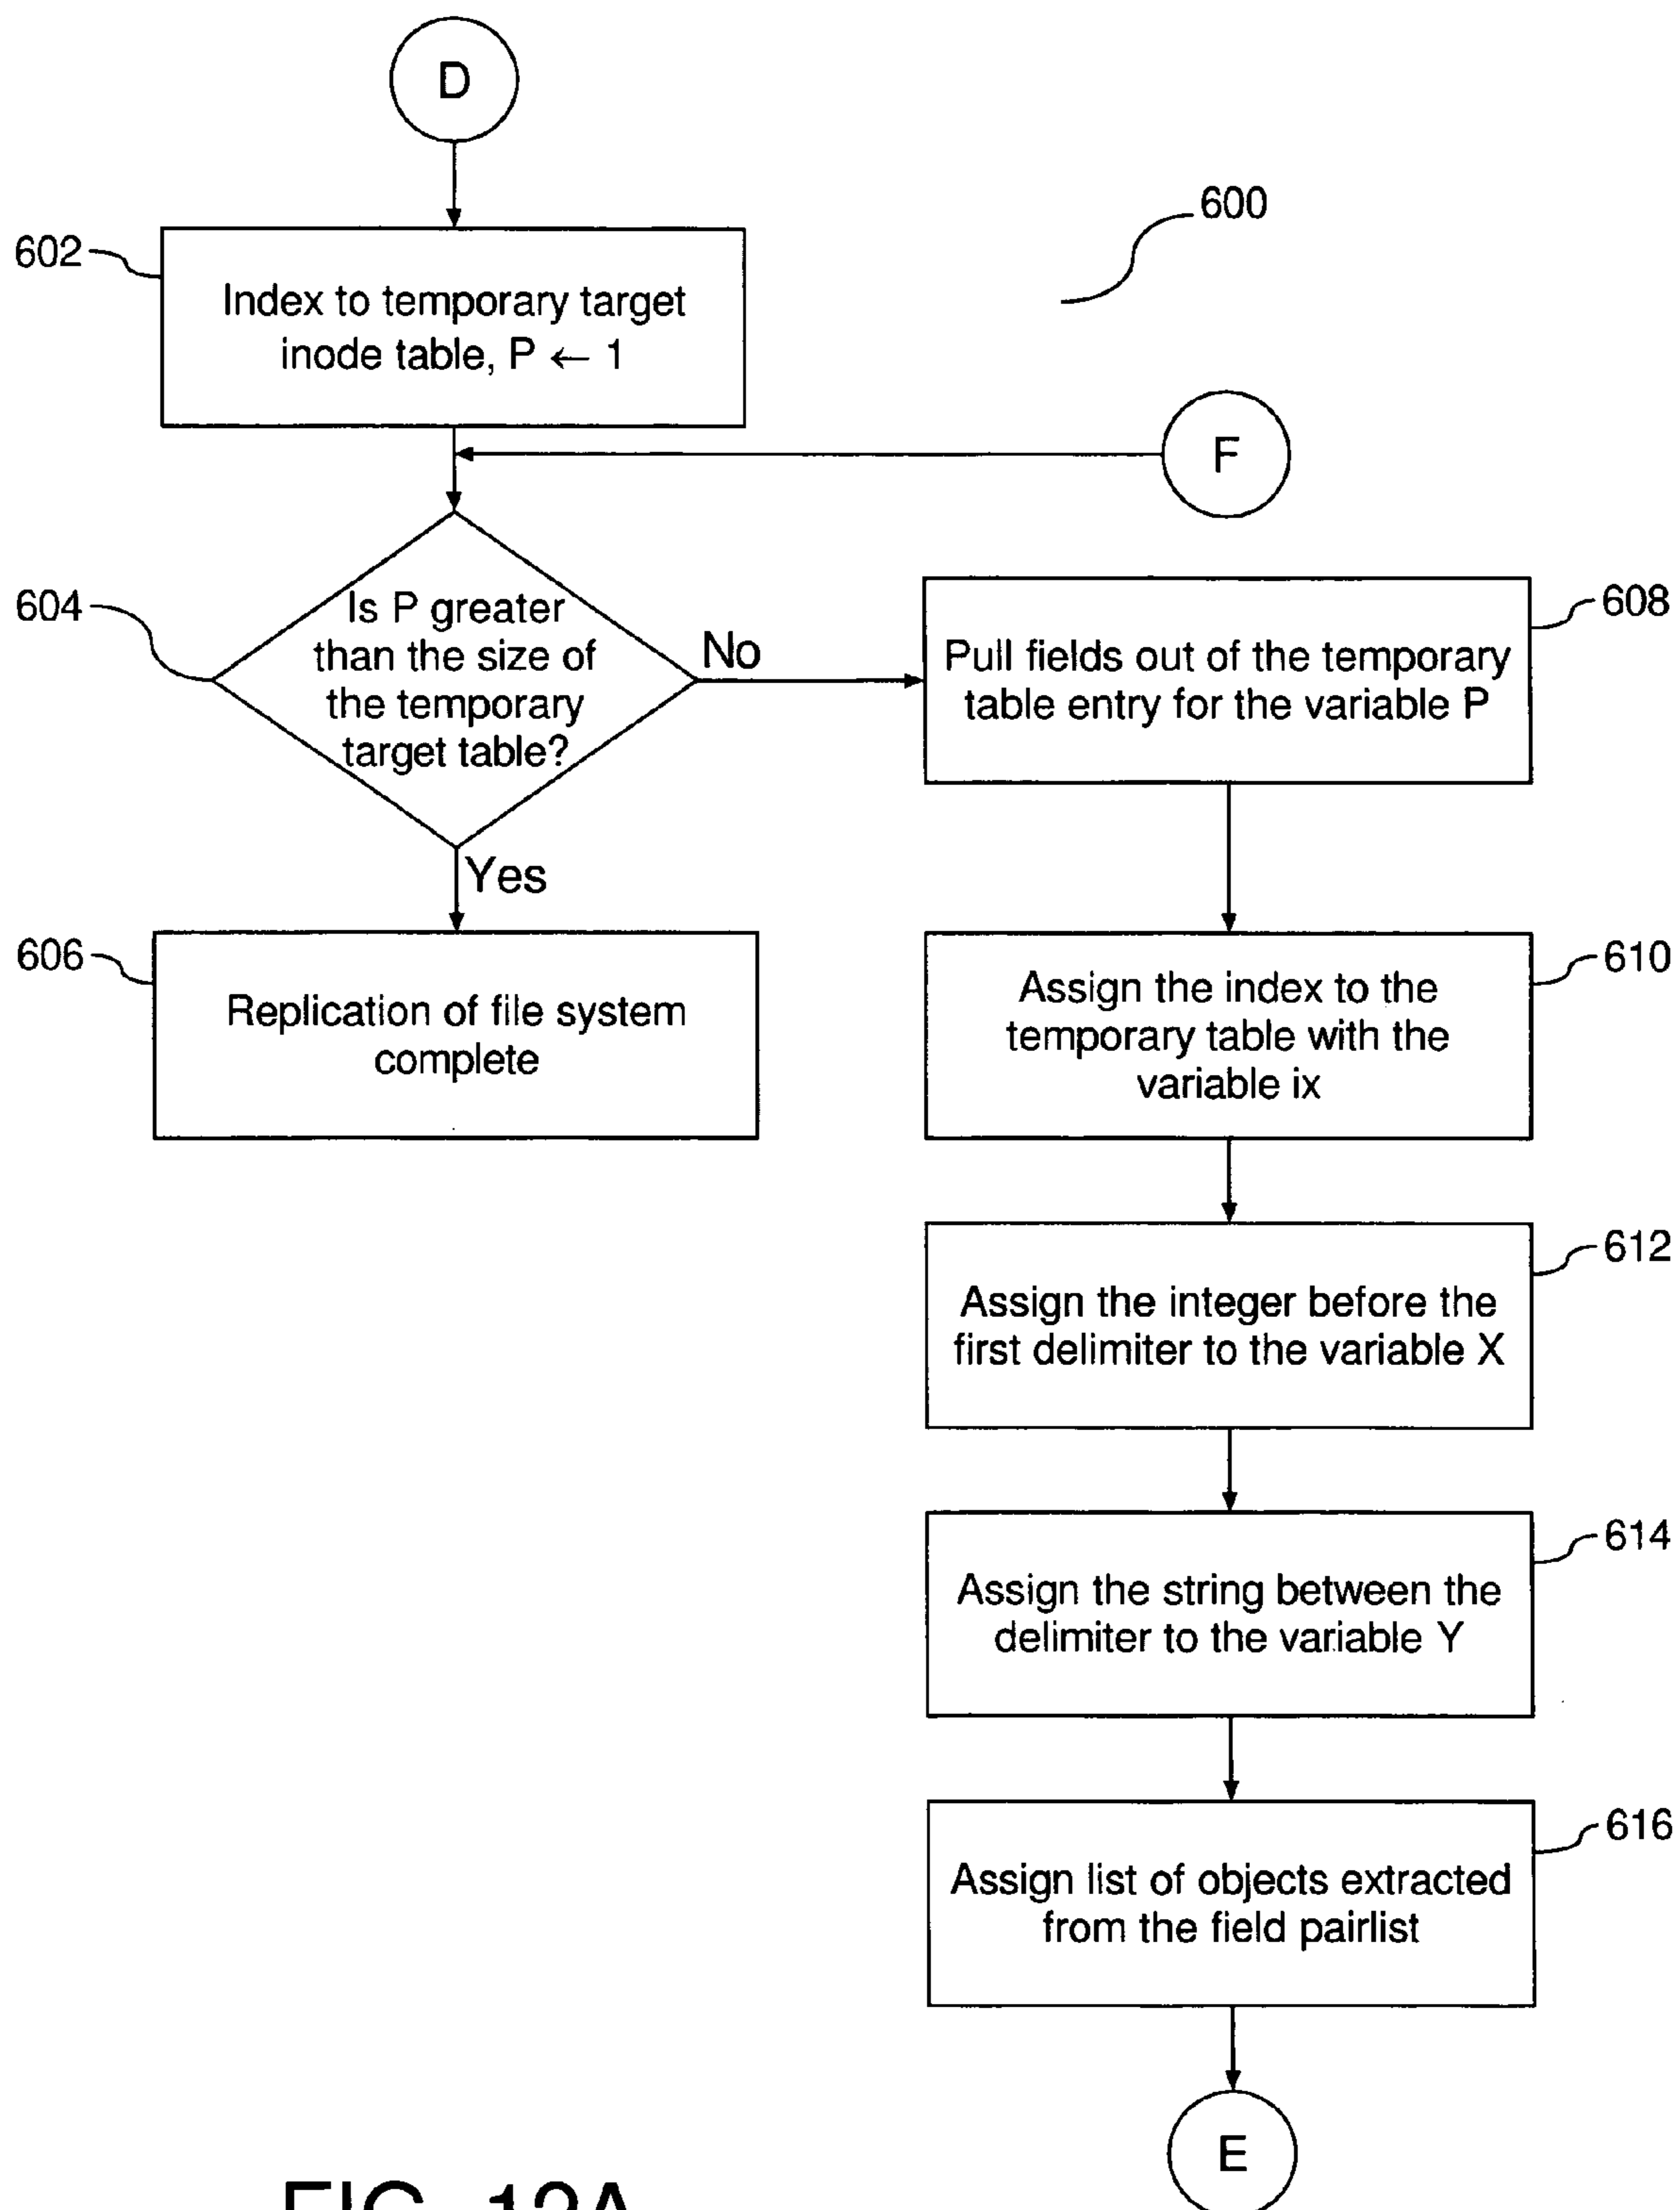 D
600
602
Index to temporary target
inode table, P ← 1
F
604
Is P greater
than the size of
the temporary
target table?
No
Yes
606
Replication of file system
complete
608
Pull fields out of the temporary
table entry for the variable P
610
Assign the index to the
temporary table with the
variable ix
612
Assign the integer before the
first delimiter to the variable X
614
Assign the string between the
delimiter to the variable Y
616
Assign list of objects extracted
from the field pairlist
E
FIG. 12A